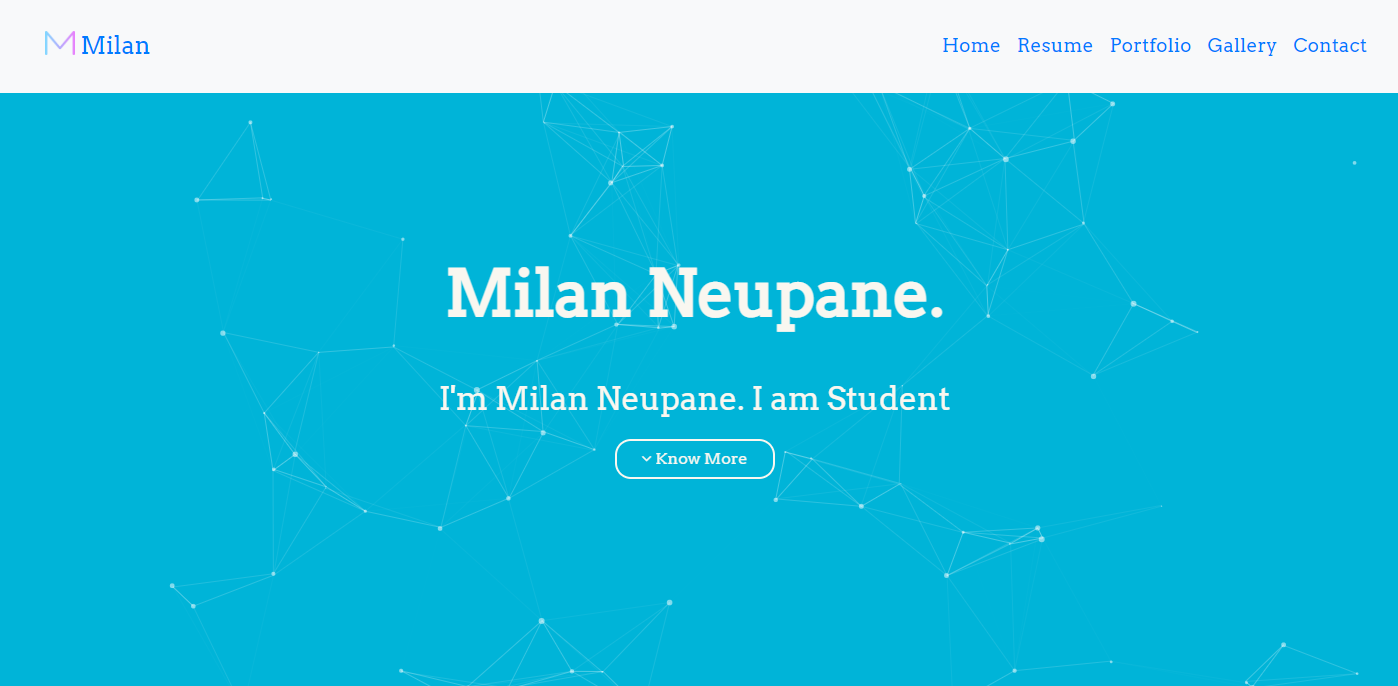 Milan
Home Resume Portfolio Gallery Contact
Milan Neupane.
I'm Milan Neupane. I am Student
Know More